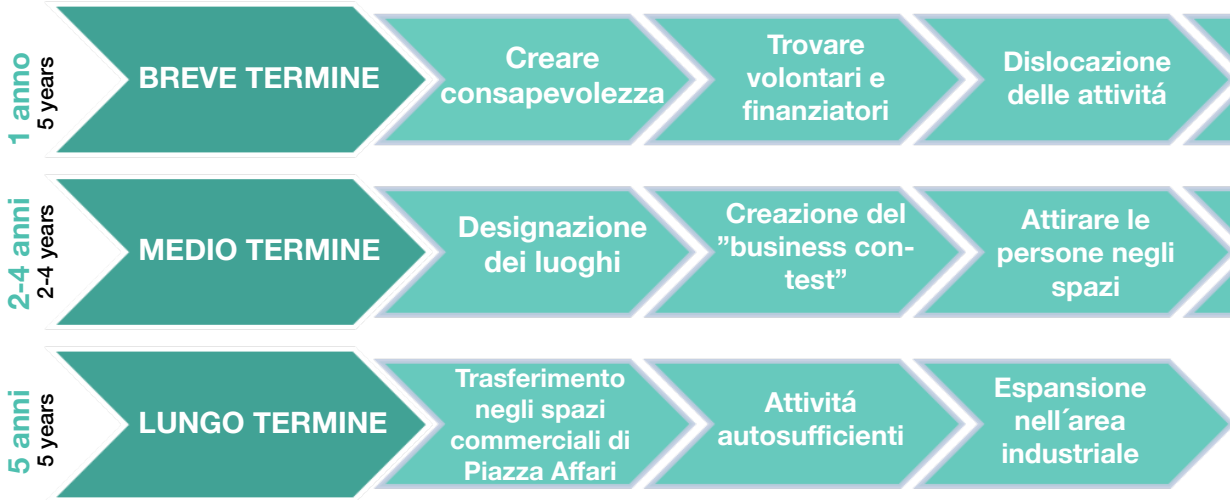 1 anno
5 years
BREVE TERMINE
Creare
consapevolezza
Trovare
volontari e
finanziatori
Dislocazione
delle attivitá
2-4 anni
2-4 years
MEDIO TERMINE
Designazione
dei luoghi
Creazione del
”business con-
test”
Attirare le
persone negli
spazi
5 anni
5 years
LUNGO TERMINE
Trasferimento
negli spazi
commerciali di
Piazza Affari
Attivitá
autosufficienti
Espansione
nell´area
industriale